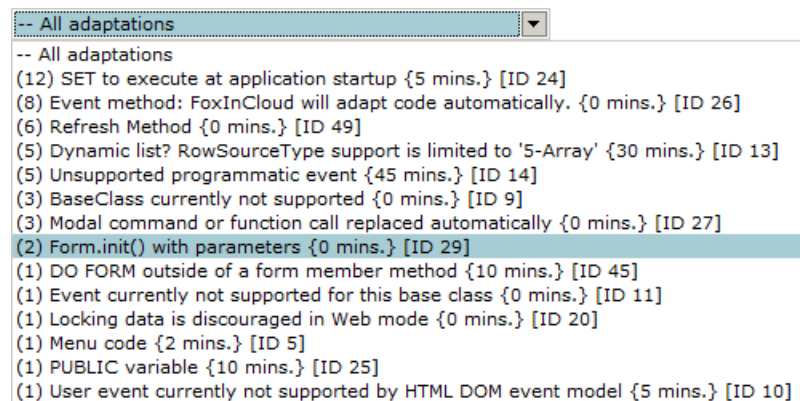 -- All adaptations
-- All adaptations
(12) SET to execute at application startup {5 mins.} [ID 24]
(8) Event method: FoxInCloud will adapt code automatically. {0 mins.} [ID 26]
(6) Refresh Method {0 mins.} [ID 49]
(5) Dynamic list? RowSourceType support is limited to '5-Array' {30 mins.} [ID 13]
(5) Unsupported programmatic event {45 mins.} [ID 14]
(3) BaseClass currently not supported {0 mins.} [ID 9]
(3) Modal command or function call replaced automatically {0 mins.} [ID 27]
(2) Form.init() with parameters {0 mins.} [ID 29]
(1) DO FORM outside of a form member method {10 mins.} [ID 45]
(1) Event currently not supported for this base class {0 mins.} [ID 11]
(1) Locking data is discouraged in Web mode {0 mins.} [ID 20]
(1) Menu code {2 mins.} [ID 5]
(1) PUBLIC variable {10 mins.} [ID 25]
(1) User event currently not supported by HTML DOM event model {5 mins.} [ID 10]